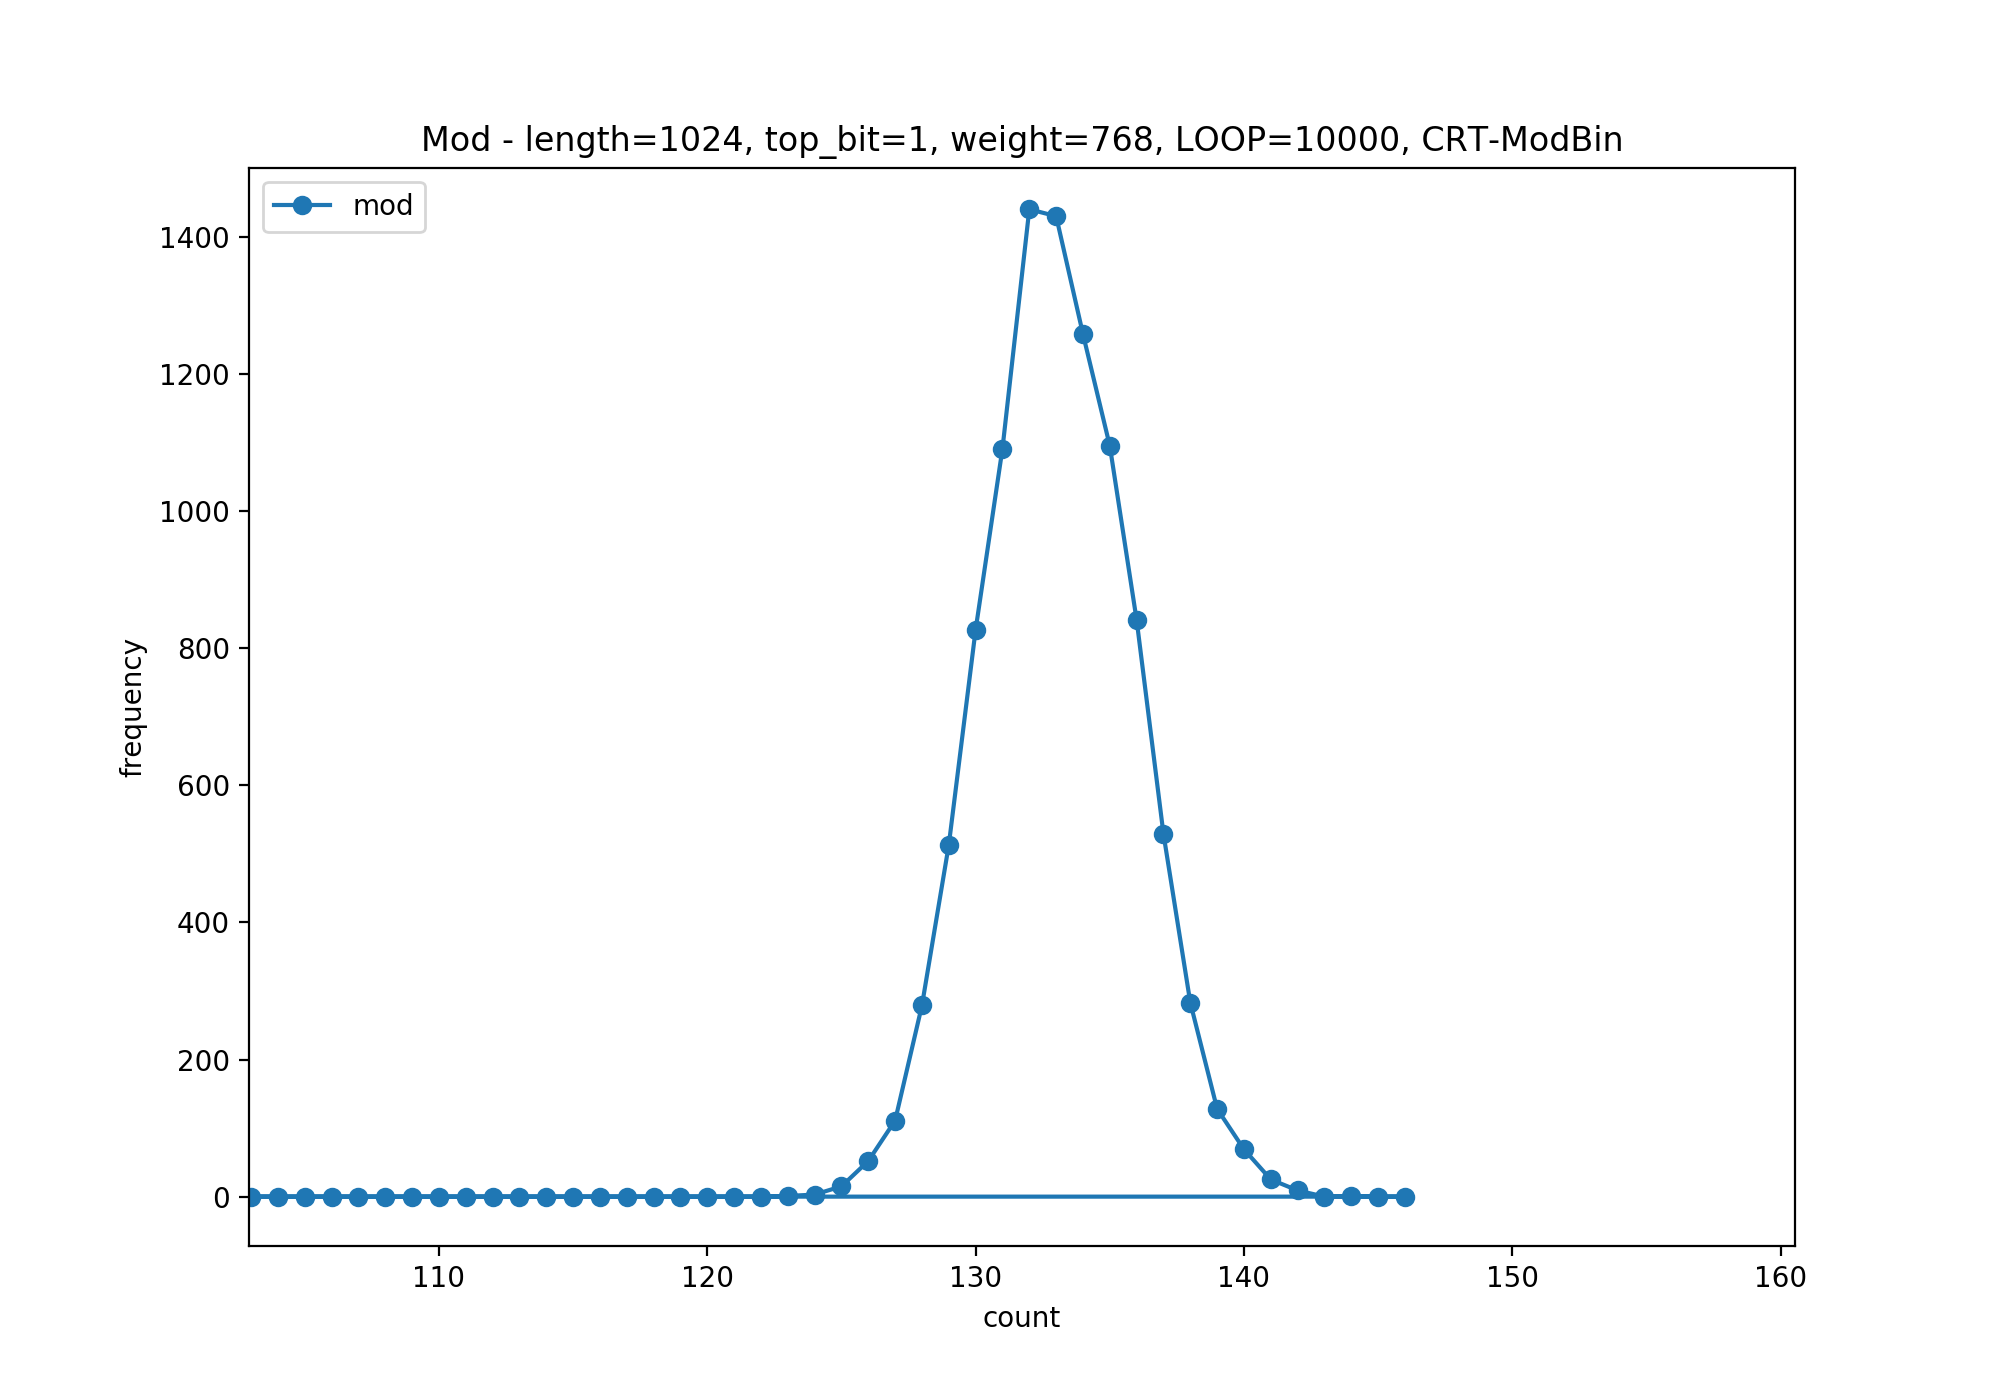 Mod - length=1024, top_bit=1, weight=768, LOOP=10000, CRT-ModBin
mod
1400
1200
1000
800
600
400
200
0
frequency
110 120 130 140 150 160
count